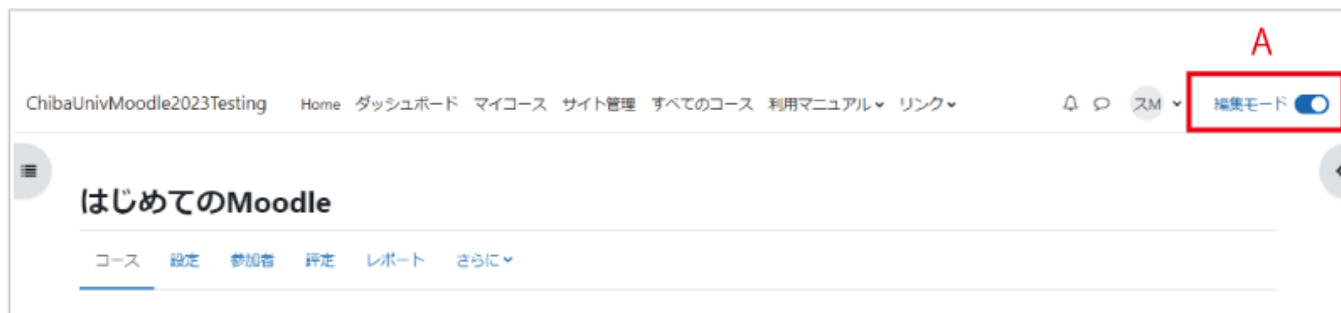 A
ChibaUnivMoodle2023Testing Home ダッシュボード マイコース サイト管理 すべてのコース 利用マニュアル リンク スM 編集モード
はじめてのMoodle
コース 設定 参加者 評定 レポート さらに